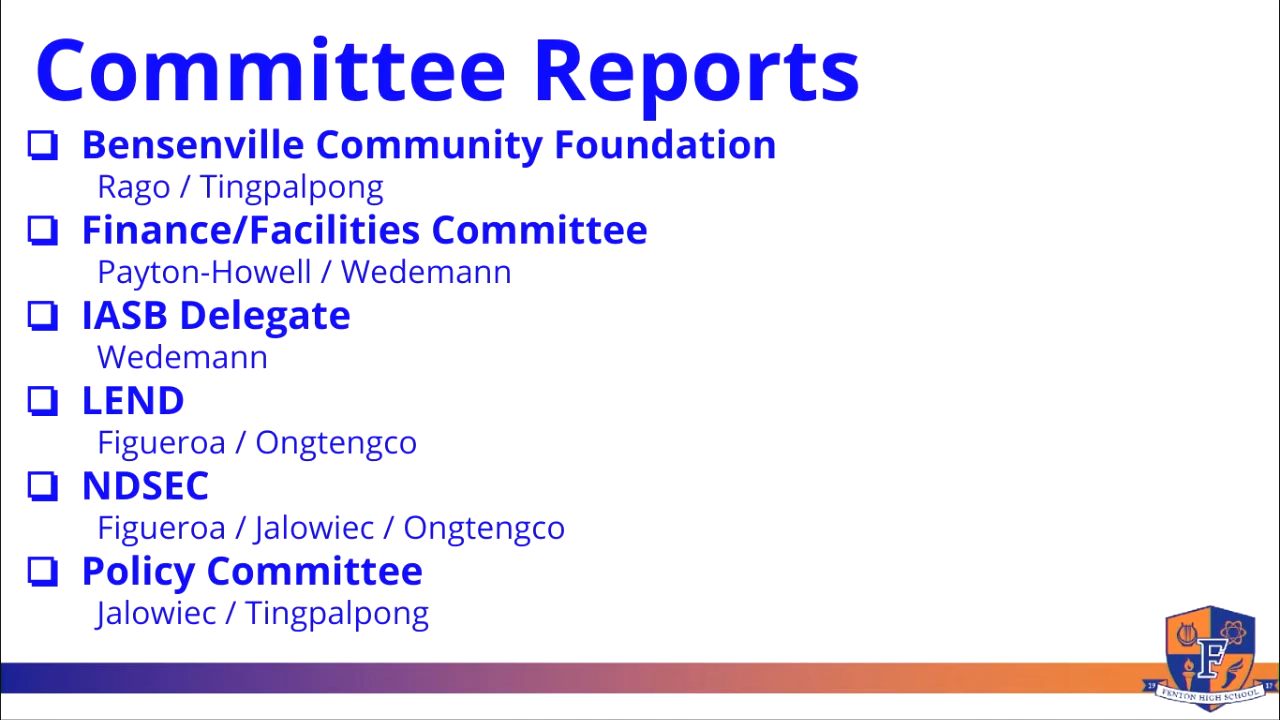 Committee Reports
❏ Bensenville Community Foundation
Rago / Tingpalpong
❏ Finance/Facilities Committee
Payton-Howell / Wedemann
❏ IASB Delegate
Wedemann
❏ LEND
Figueroa / Ongtengco
❏ NDSEC
Figueroa / Jalowiec / Ongtengco
❏ Policy Committee
Jalowiec / Tingpalpong
F
FENTON HIGH SCHOOL